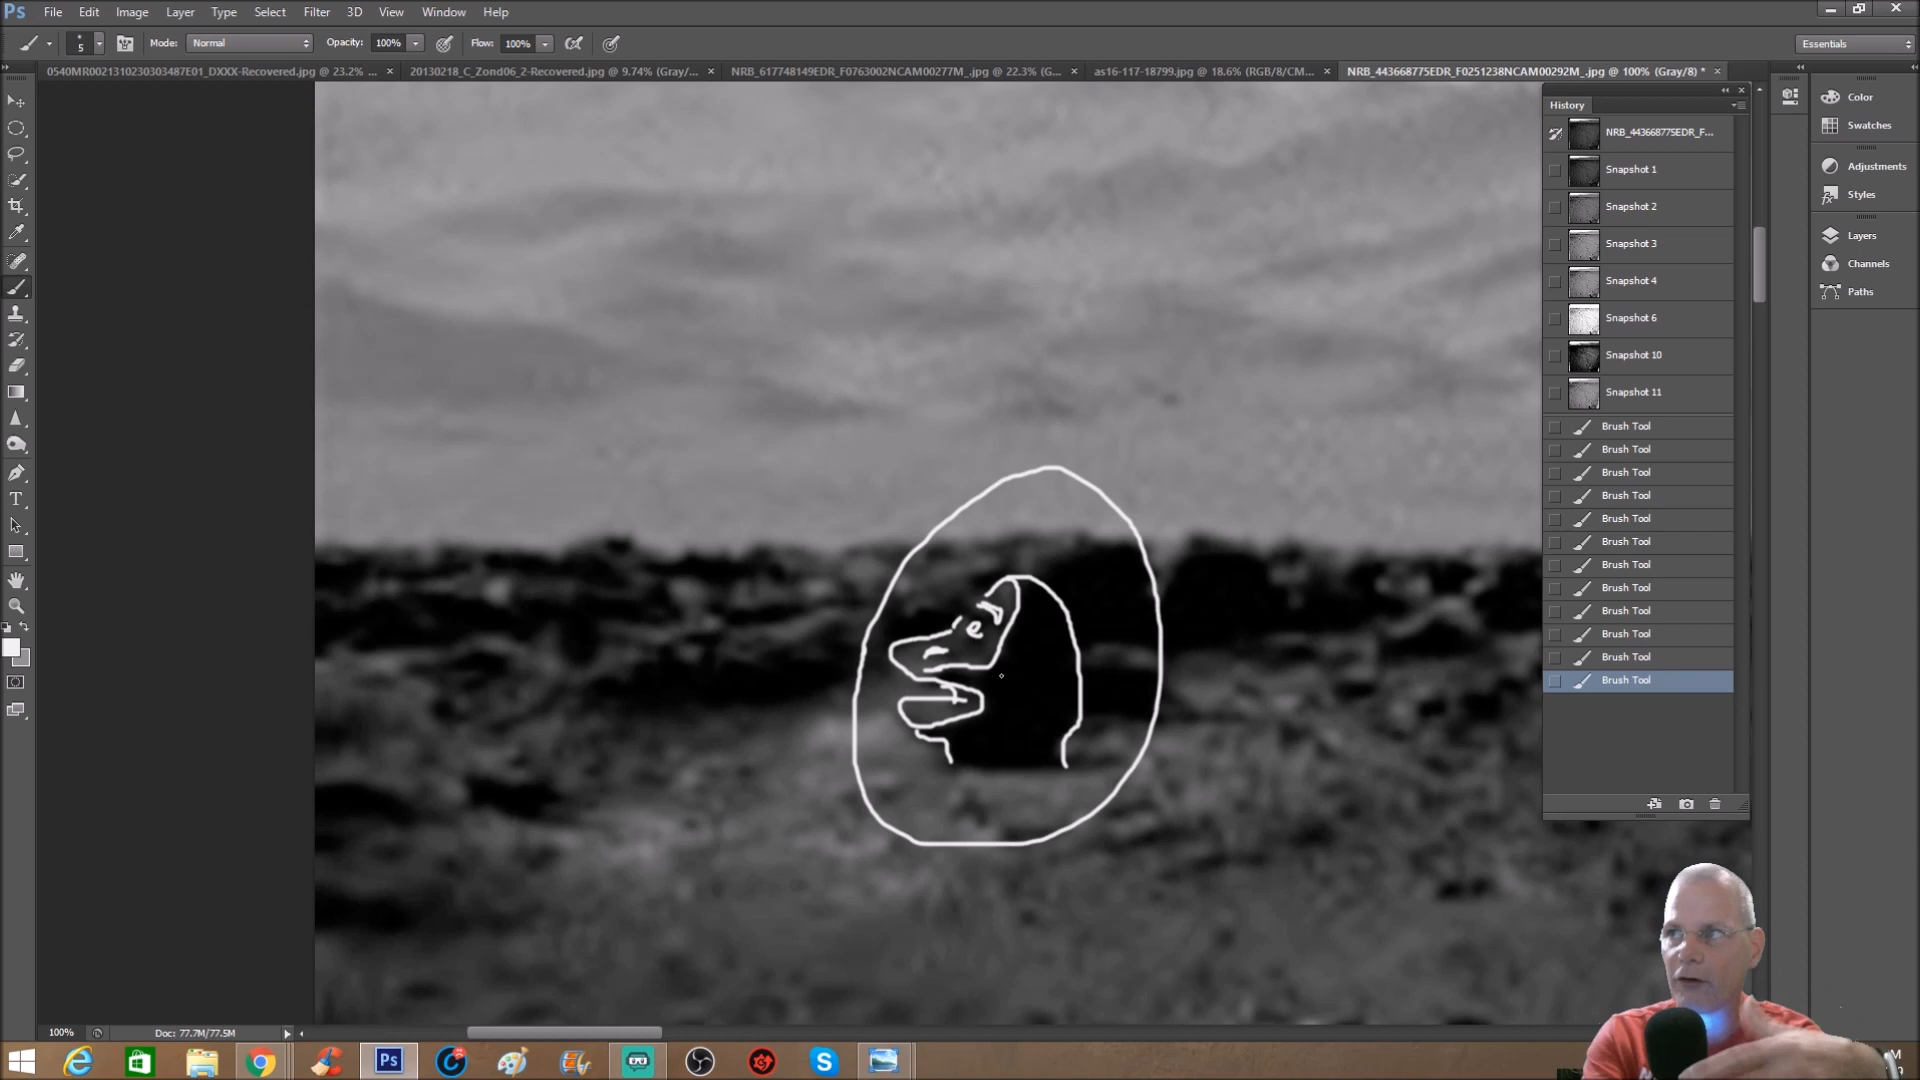 Ps File Edit Image Layer Type Select Filter 3D View Window Help
5 Mode: Normal Opacity: 100% Flow: 100% Essentials
0540MR0021310230303487E01_DXXX-Recovered.jpg @ 23.2% ... × 20130218_C_Zond06_2-Recovered.jpg @ 9.74% (Gray/... × NRB_617748149EDR_F0763002NCAM00277M_.jpg @ 22.3% (G... × as16-117-18799.jpg @ 18.6% (RGB/8/CM... × NRB_443668775EDR_F0251238NCAM00292M_.jpg @ 100% (Gray/8) * ×
History
NRB_443668775EDR_F...
Snapshot 1
Snapshot 2
Snapshot 3
Snapshot 4
Snapshot 6
Snapshot 10
Snapshot 11
Brush Tool
Brush Tool
Brush Tool
Brush Tool
Brush Tool
Brush Tool
Brush Tool
Brush Tool
Brush Tool
Brush Tool
Brush Tool
Brush Tool
Color
Swatches
Adjustments
Styles
Layers
Channels
Paths
100% Doc: 77.7M/77.5M
Ps